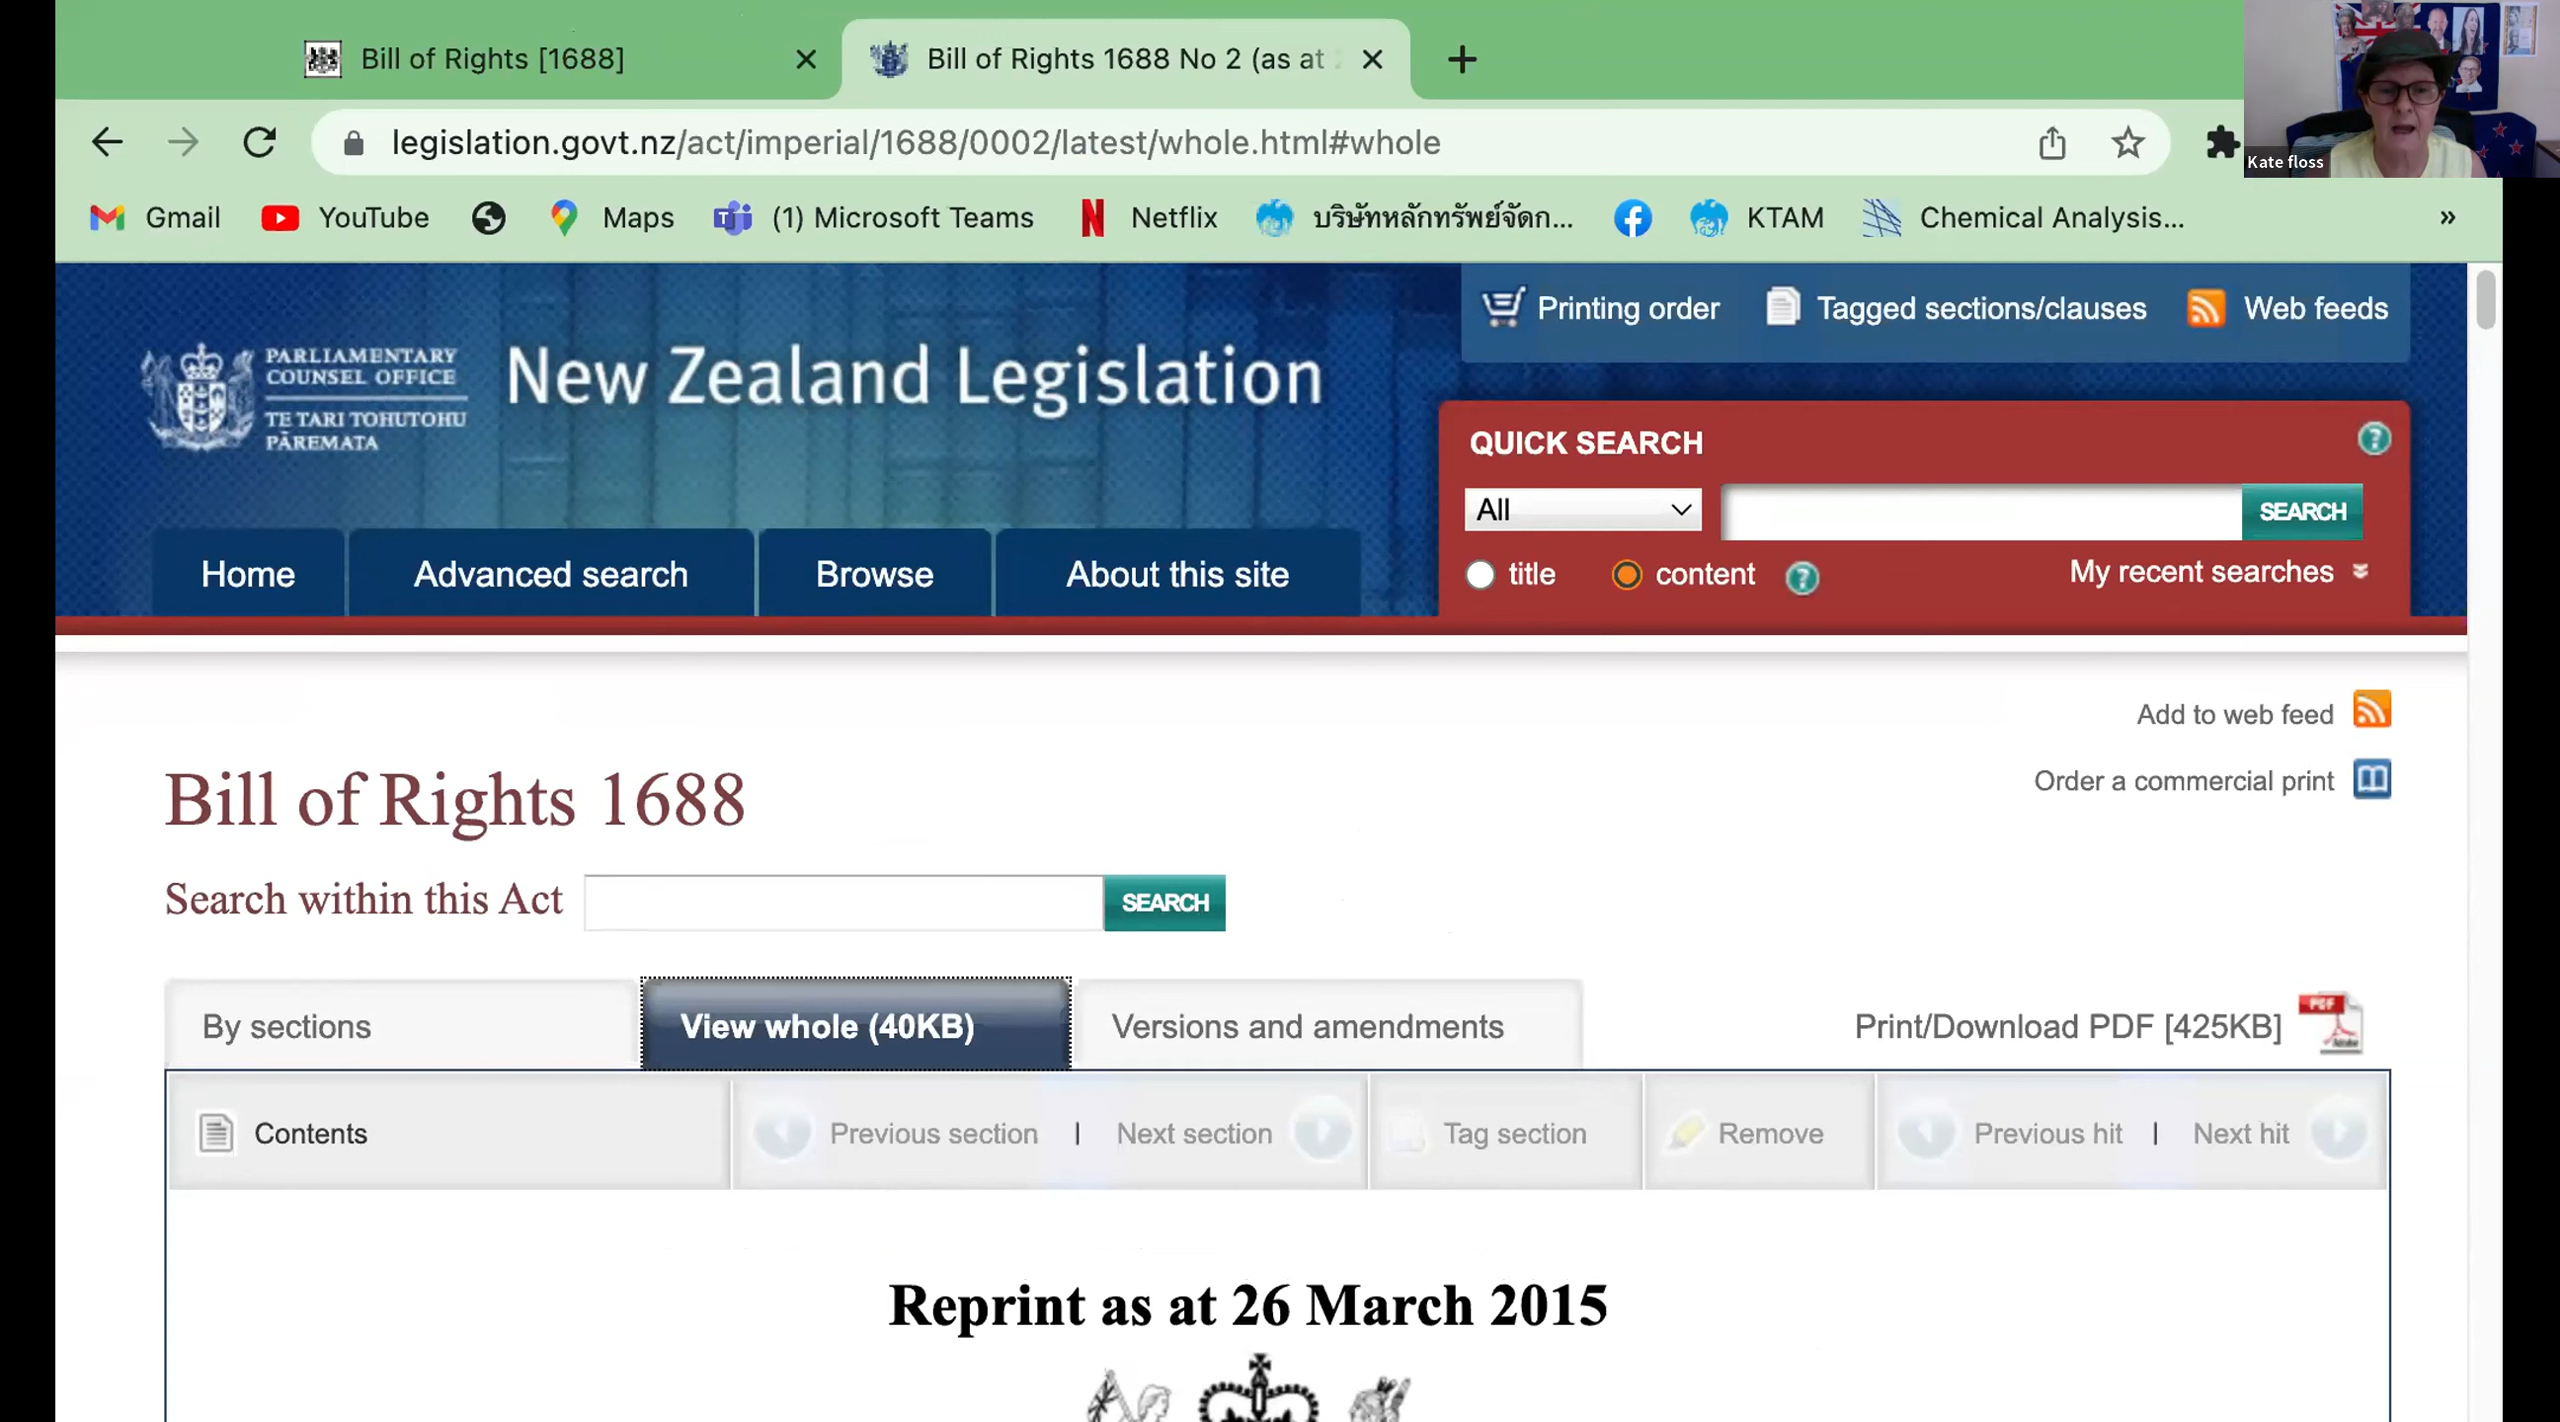 Bill of Rights [1688]
Bill of Rights 1688 No 2 (as at
legislation.govt.nz/act/imperial/1688/0002/latest/whole.html#whole
Kate floss
Gmail
YouTube
Maps
(1) Microsoft Teams
Netflix
บริษัทหลักทรัพย์จัดก...
KTAM
Chemical Analysis...
»
Printing order
Tagged sections/clauses
Web feeds
PARLIAMENTARY
COUNSEL OFFICE
TE TARI TOHUTOHU
PĀREMATA
New Zealand Legislation
QUICK SEARCH
All
SEARCH
title
content
My recent searches
Home
Advanced search
Browse
About this site
Add to web feed
Order a commercial print
Bill of Rights 1688
Search within this Act
SEARCH
By sections
View whole (40KB)
Versions and amendments
Print/Download PDF [425KB]
Contents
Previous section | Next section
Tag section
Remove
Previous hit | Next hit
Reprint as at 26 March 2015